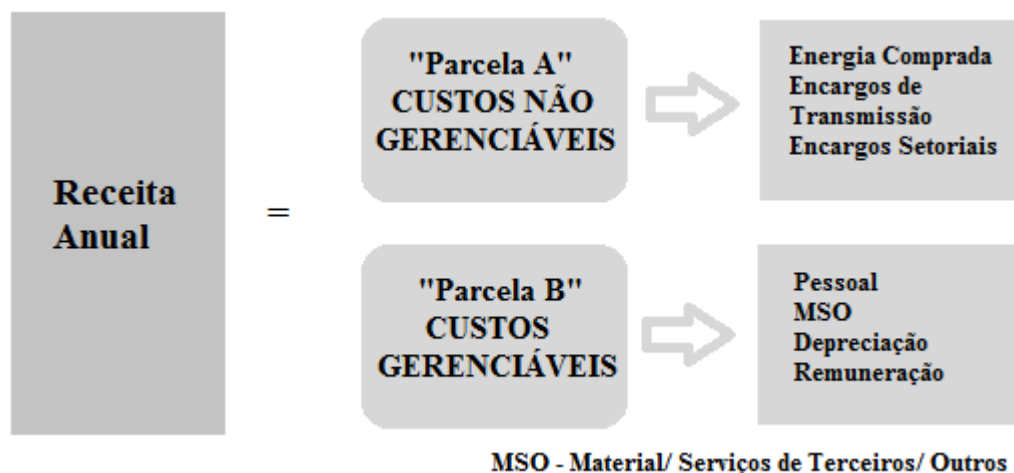 Receita
Anual
=
"Parcela A"
CUSTOS NÃO
GERENCIÁVEIS
Energia Comprada
Encargos de
Transmissão
Encargos Setoriais
"Parcela B"
CUSTOS
GERENCIÁVEIS
Pessoal
MSO
Depreciação
Remuneração
MSO - Material/ Serviços de Terceiros/ Outros